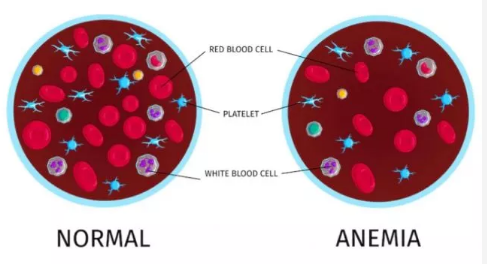 RED BLOOD CELL
PLATELET
WHITE BLOOD CELL
NORMAL
ANEMIA